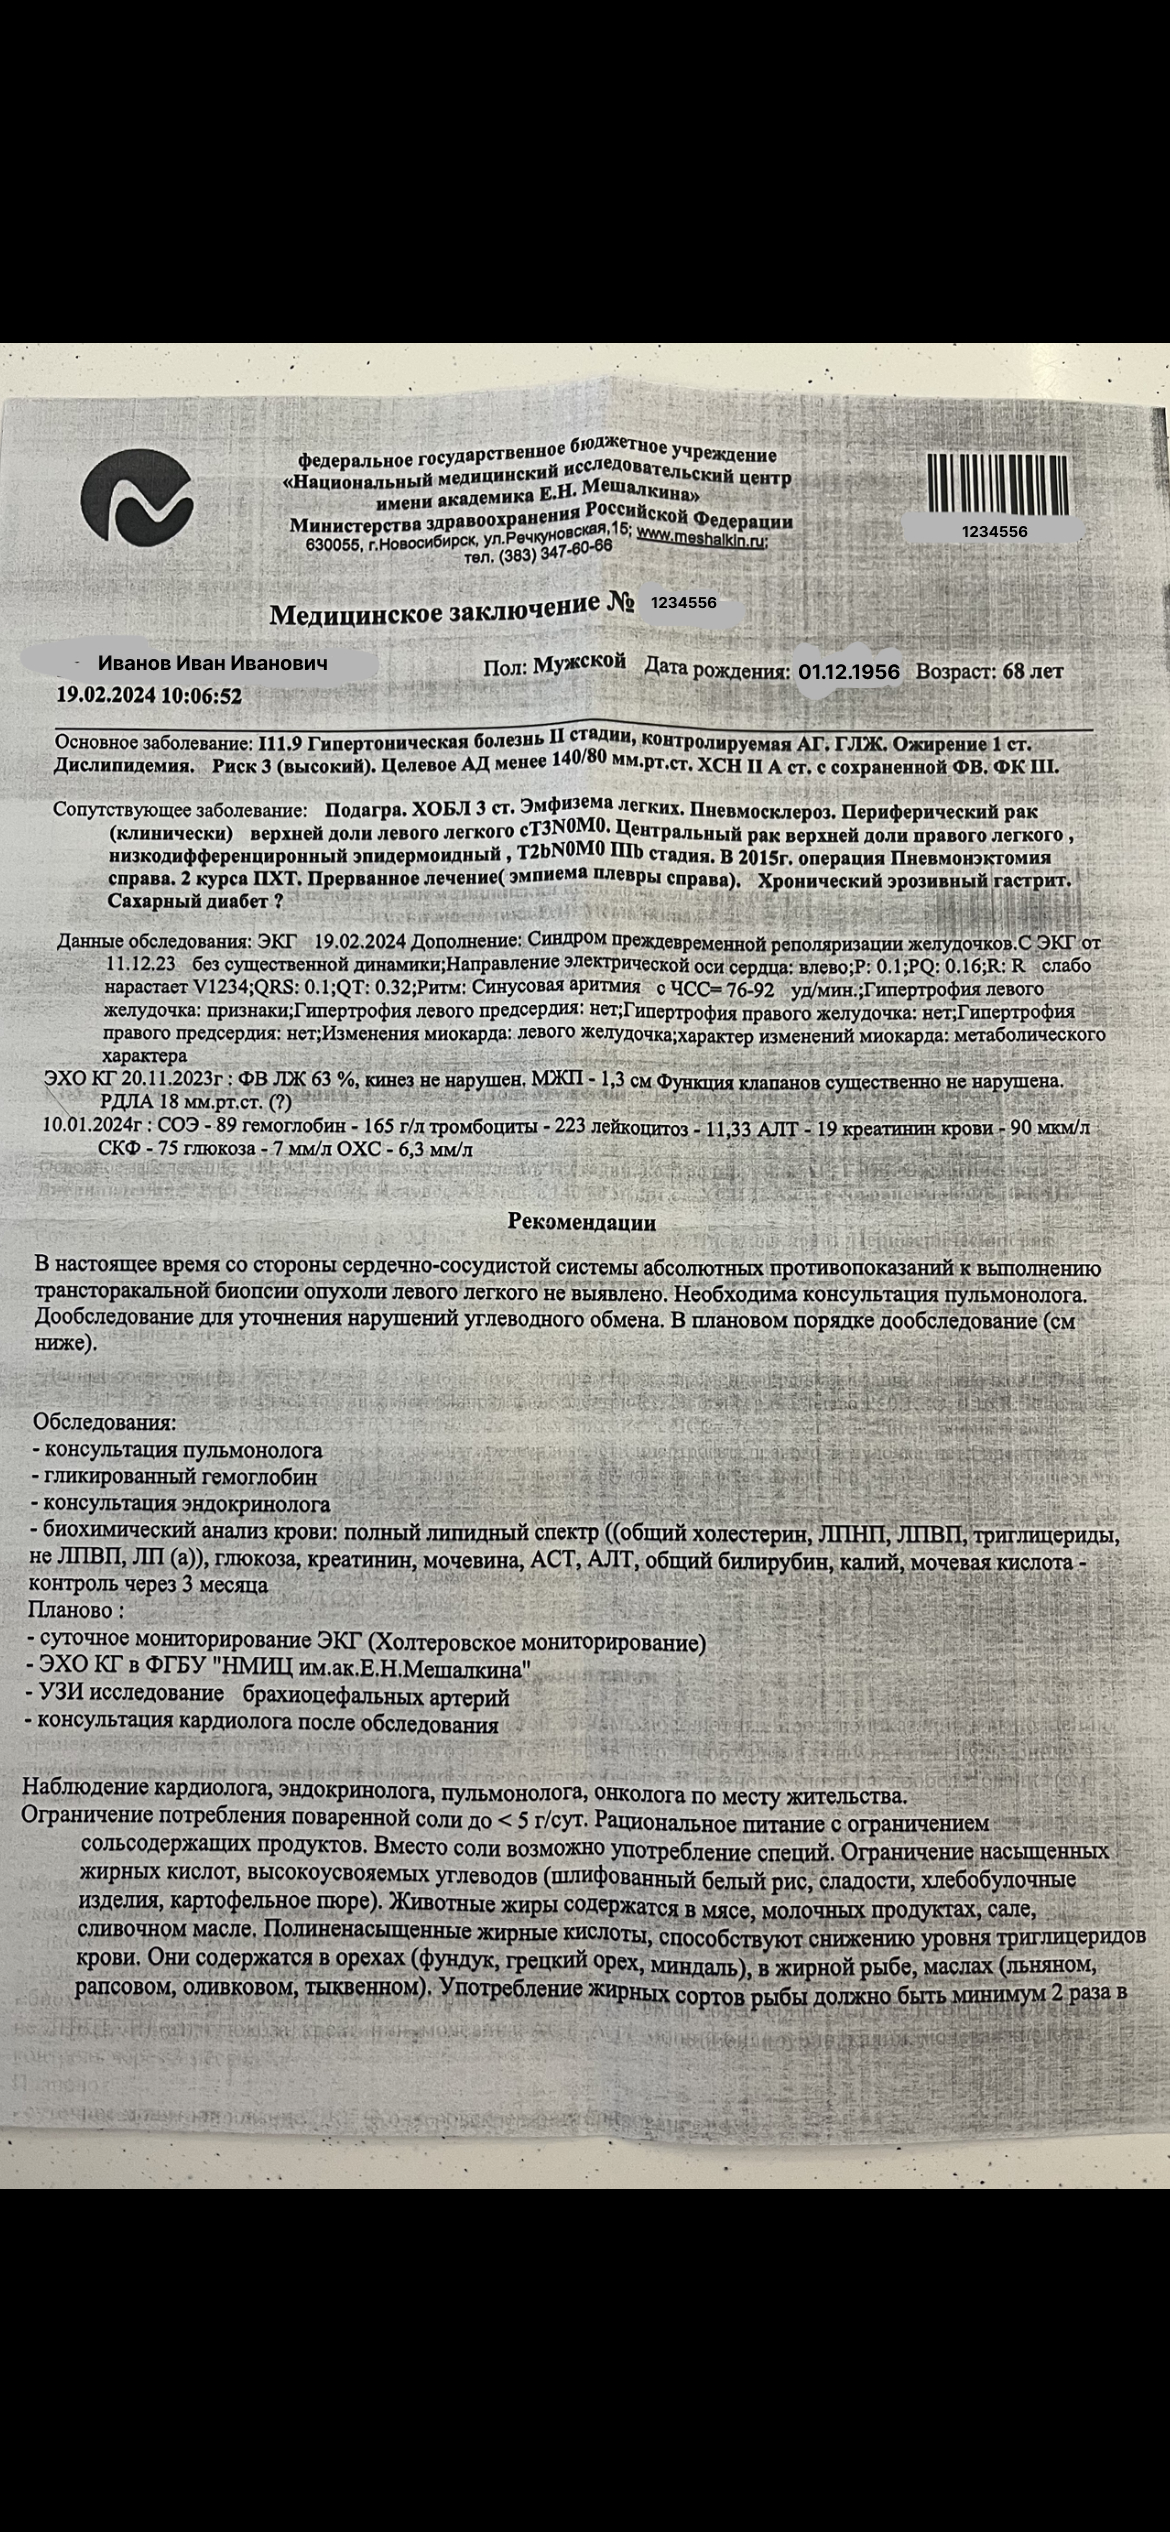 федеральное государственное бюджетное учреждение
«Национальный медицинский исследовательский центр
имени академика Е.Н. Мешалкина»
Министерства здравоохранения Российской Федерации
630055, г.Новосибирск, ул.Речкуновская,15; www.meshalkin.ru;
тел. (383) 347-60-66
1234556
Медицинское заключение № 1234556
Иванов Иван Иванович Пол: Мужской Дата рождения: 01.12.1956 Возраст: 68 лет
19.02.2024 10:06:52
Основное заболевание: I11.9 Гипертоническая болезнь II стадии, контролируемая АГ. ГЛЖ. Ожирение 1 ст.
Дислипидемия. Риск 3 (высокий). Целевое АД менее 140/80 мм.рт.ст. ХСН II А ст. с сохраненной ФВ. ФК III.
Сопутствующее заболевание: Подагра. ХОБЛ 3 ст. Эмфизема легких. Пневмосклероз. Периферический рак
(клинически) верхней доли левого легкого cT3N0M0. Центральный рак верхней доли правого легкого ,
низкодифференциронный эпидермоидный , T2bN0M0 IIIb стадия. В 2015г. операция Пневмонэктомия
справа. 2 курса ПХТ. Прерванное лечение( эмпиема плевры справа). Хронический эрозивный гастрит.
Сахарный диабет ?
Данные обследования: ЭКГ 19.02.2024 Дополнение: Синдром преждевременной реполяризации желудочков.С ЭКГ от
11.12.23 без существенной динамики;Направление электрической оси сердца: влево;P: 0.1;PQ: 0.16;R: R слабо
нарастает V1234;QRS: 0.1;QT: 0.32;Ритм: Синусовая аритмия с ЧСС= 76-92 уд/мин.;Гипертрофия левого
желудочка: признаки;Гипертрофия левого предсердия: нет;Гипертрофия правого желудочка: нет;Гипертрофия
правого предсердия: нет;Изменения миокарда: левого желудочка;характер изменений миокарда: метаболического
характера
ЭХО КГ 20.11.2023г : ФВ ЛЖ 63 %, кинез не нарушен. МЖП - 1,3 см Функция клапанов существенно не нарушена.
РДЛА 18 мм.рт.ст. (?)
10.01.2024г : СОЭ - 89 гемоглобин - 165 г/л тромбоциты - 223 лейкоцитоз - 11,33 АЛТ - 19 креатинин крови - 90 мкм/л
СКФ - 75 глюкоза - 7 мм/л ОХС - 6,3 мм/л
Рекомендации
В настоящее время со стороны сердечно-сосудистой системы абсолютных противопоказаний к выполнению
трансторакальной биопсии опухоли левого легкого не выявлено. Необходима консультация пульмонолога.
Дообследование для уточнения нарушений углеводного обмена. В плановом порядке дообследование (см
ниже).
Обследования:
- консультация пульмонолога
- гликированный гемоглобин
- консультация эндокринолога
- биохимический анализ крови: полный липидный спектр ((общий холестерин, ЛПНП, ЛПВП, триглицериды,
не ЛПВП, ЛП (а)), глюкоза, креатинин, мочевина, АСТ, АЛТ, общий билирубин, калий, мочевая кислота -
контроль через 3 месяца
Планово :
- суточное мониторирование ЭКГ (Холтеровское мониторирование)
- ЭХО КГ в ФГБУ "НМИЦ им.ак.Е.Н.Мешалкина"
- УЗИ исследование брахиоцефальных артерий
- консультация кардиолога после обследования
Наблюдение кардиолога, эндокринолога, пульмонолога, онколога по месту жительства.
Ограничение потребления поваренной соли до < 5 г/сут. Рациональное питание с ограничением
сольсодержащих продуктов. Вместо соли возможно употребление специй. Ограничение насыщенных
жирных кислот, высокоусвояемых углеводов (шлифованный белый рис, сладости, хлебобулочные
изделия, картофельное пюре). Животные жиры содержатся в мясе, молочных продуктах, сале,
сливочном масле. Полиненасыщенные жирные кислоты, способствуют снижению уровня триглицеридов
крови. Они содержатся в орехах (фундук, грецкий орех, миндаль), в жирной рыбе, маслах (льняном,
рапсовом, оливковом, тыквенном). Употребление жирных сортов рыбы должно быть минимум 2 раза в